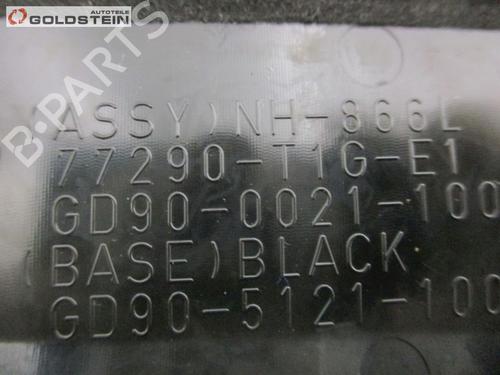 AUTOTEILE
GOLDSTEIN
B-PARTS
(ASSY)NH-866L
77290-T1G-E1
GD90-0021-100
(BASE)BLACK
GD90-5121-100